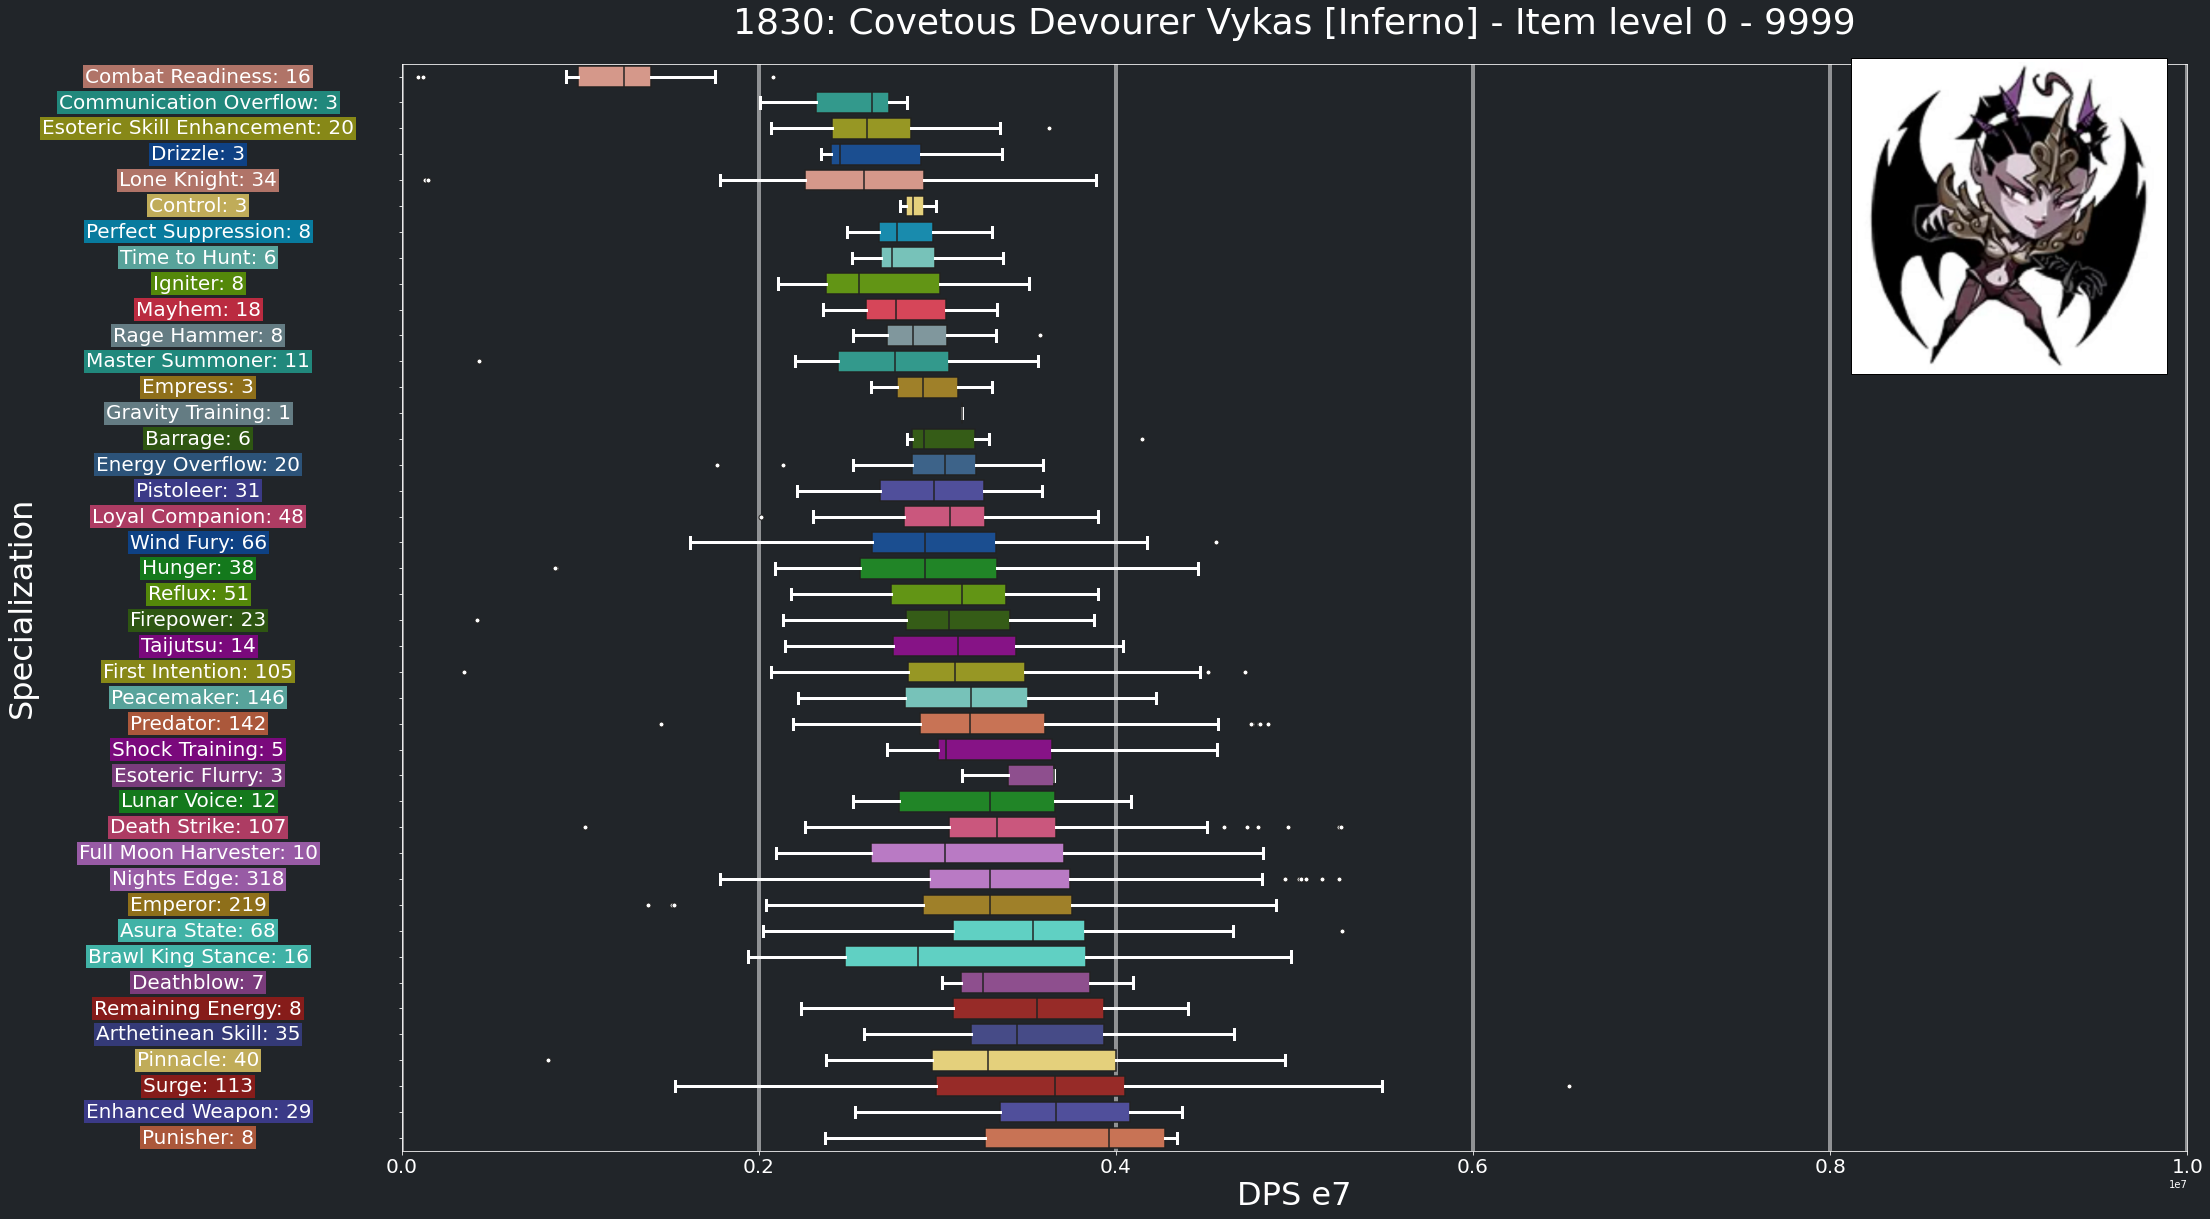 1830: Covetous Devourer Vykas [Inferno] - Item level 0 - 9999
Combat Readiness: 16
Communication Overflow: 3
Esoteric Skill Enhancement: 20
Drizzle: 3
Lone Knight: 34
Control: 3
Perfect Suppression: 8
Time to Hunt: 6
Igniter: 8
Mayhem: 18
Rage Hammer: 8
Master Summoner: 11
Empress: 3
Gravity Training: 1
Barrage: 6
Energy Overflow: 20
Pistoleer: 31
Loyal Companion: 48
Wind Fury: 66
Hunger: 38
Reflux: 51
Firepower: 23
Taijutsu: 14
First Intention: 105
Peacemaker: 146
Predator: 142
Shock Training: 5
Esoteric Flurry: 3
Lunar Voice: 12
Death Strike: 107
Full Moon Harvester: 10
Nights Edge: 318
Emperor: 219
Asura State: 68
Brawl King Stance: 16
Deathblow: 7
Remaining Energy: 8
Arthetinean Skill: 35
Pinnacle: 40
Surge: 113
Enhanced Weapon: 29
Punisher: 8
Specialization
0.0 0.2 0.4 0.6 0.8 1.0
1e7
DPS e7